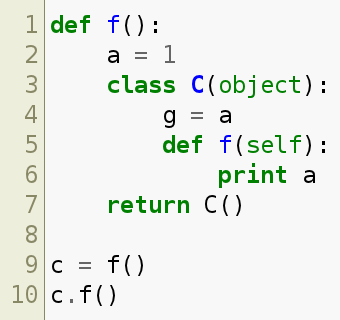 1 def f():
2     a = 1
3     class C(object):
4         g = a
5         def f(self):
6             print a
7     return C()
8
9 c = f()
10 c.f()